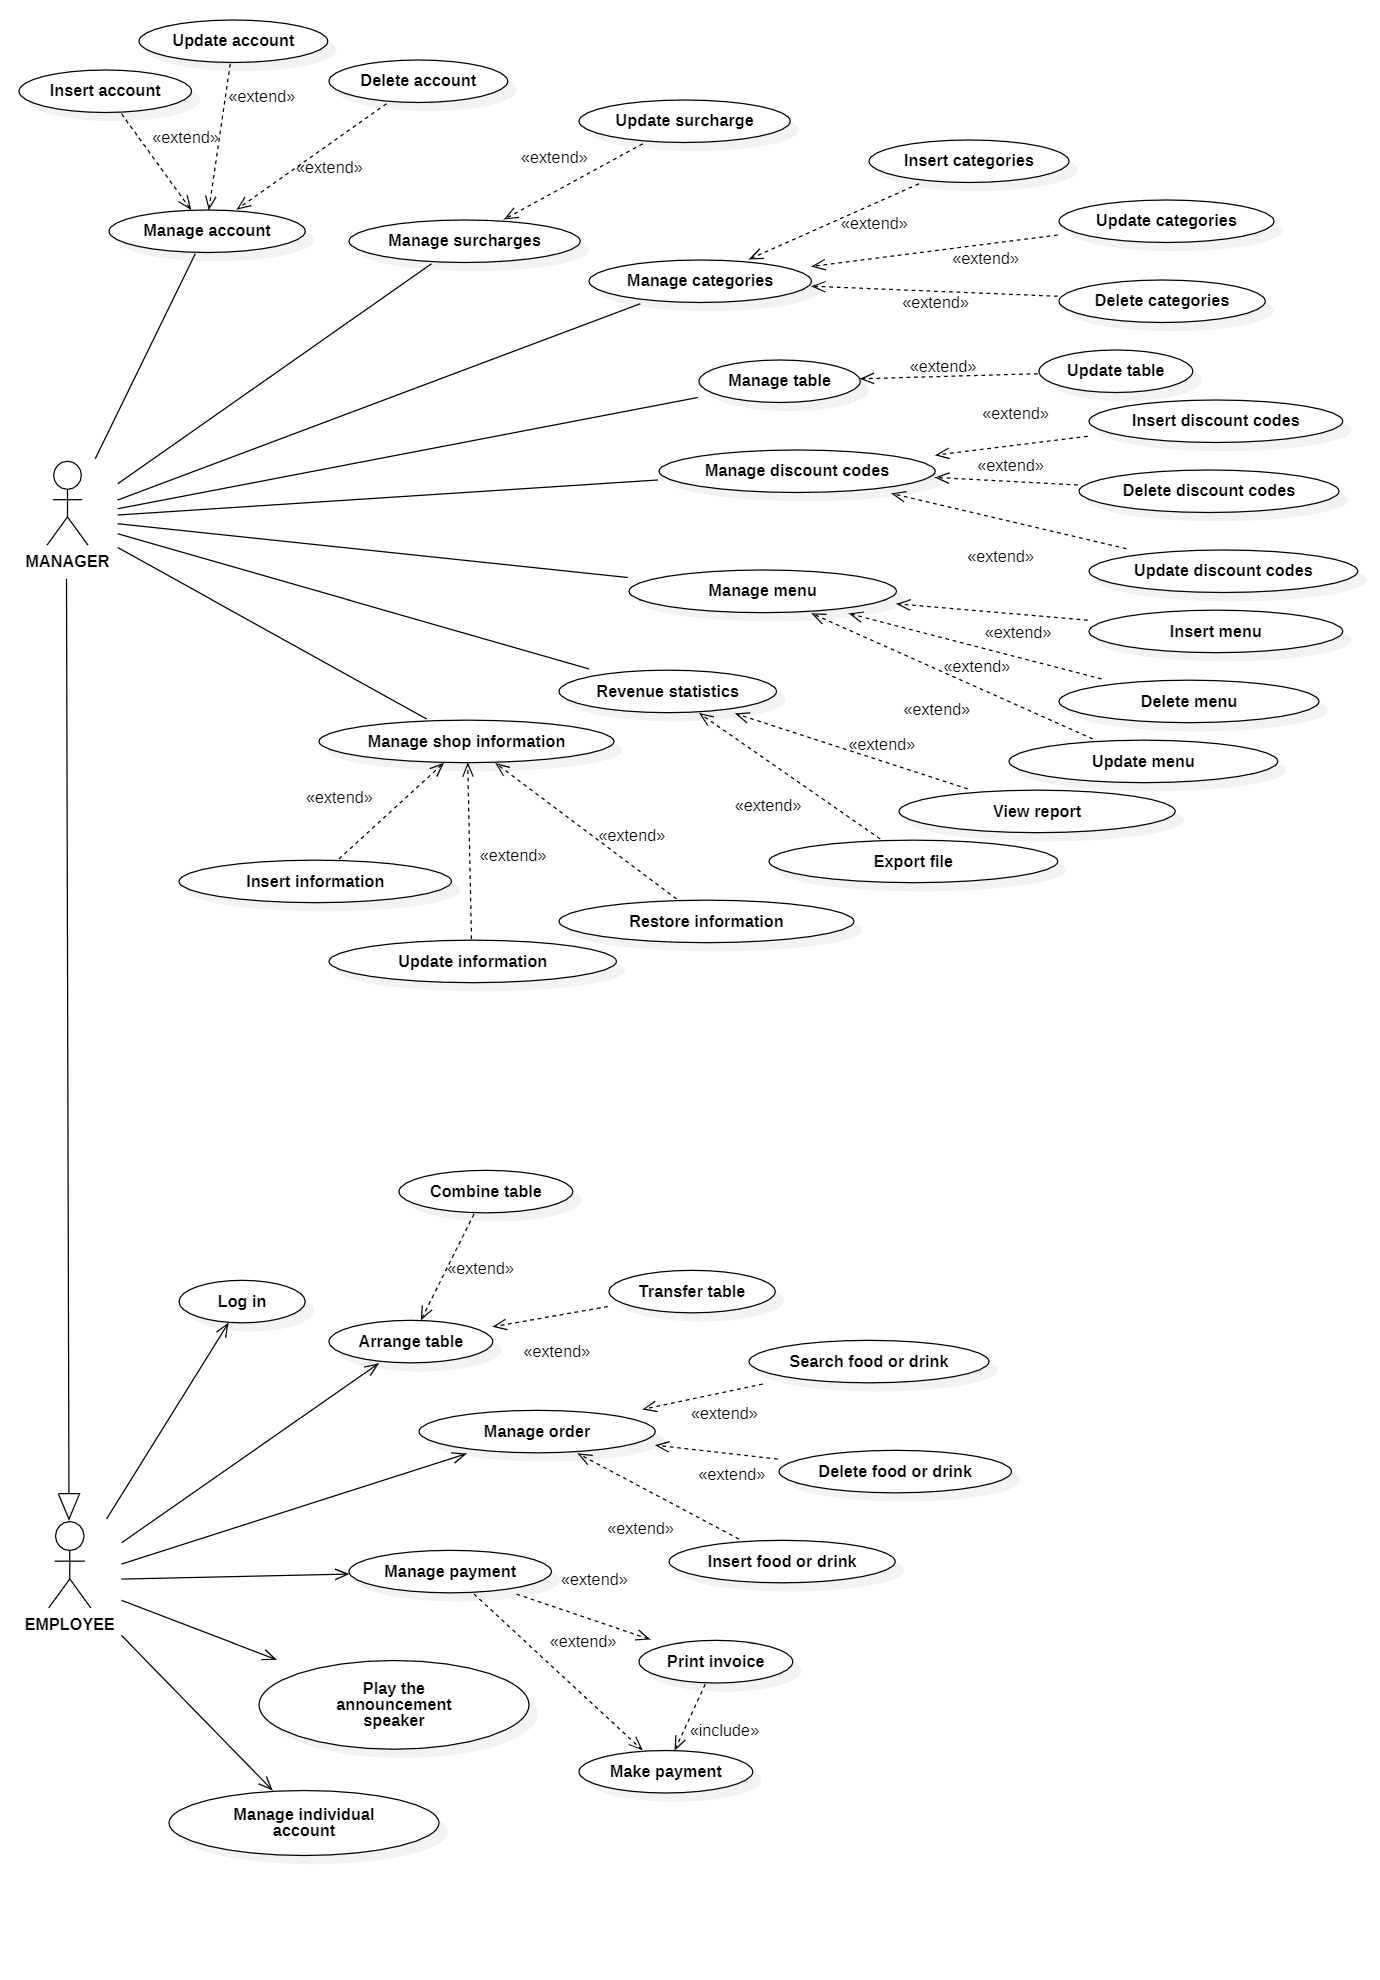 Update account
Insert account
Delete account
«extend»
«extend»
«extend»
Update surcharge
«extend»
Insert categories
Manage account
Manage surcharges
«extend»
Update categories
«extend»
Manage categories
Delete categories
«extend»
Manage table
«extend»
Update table
«extend»
Insert discount codes
Manage discount codes
«extend»
Delete discount codes
«extend»
Update discount codes
MANAGER
Manage menu
Insert menu
«extend»
«extend»
Delete menu
Revenue statistics
«extend»
Manage shop information
«extend»
Update menu
«extend»
«extend»
View report
«extend»
«extend»
Export file
Insert information
Restore information
Update information
Combine table
«extend»
Log in
Transfer table
Arrange table
«extend»
Search food or drink
«extend»
Manage order
«extend»
Delete food or drink
«extend»
Insert food or drink
Manage payment
«extend»
EMPLOYEE
«extend»
Print invoice
Play the
announcement
speaker
«include»
Make payment
Manage individual
account